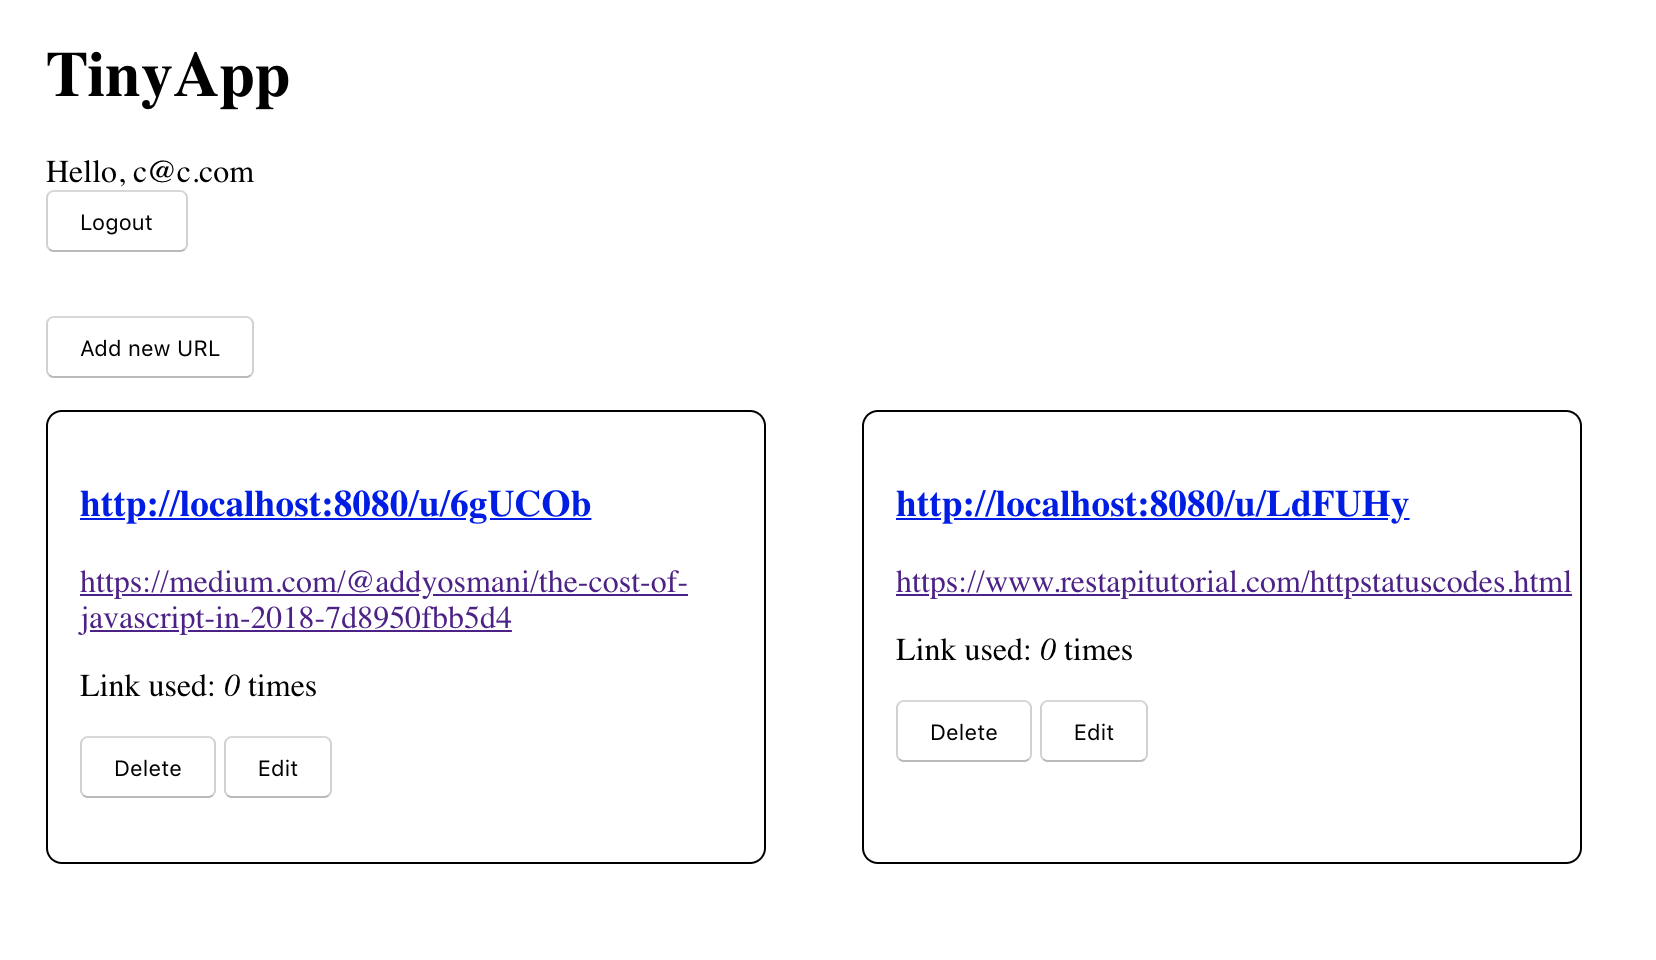 TinyApp
Hello, c@c.com
Logout
Add new URL
http://localhost:8080/u/6gUCOb
https://medium.com/@addyosmani/the-cost-of-
javascript-in-2018-7d8950fbb5d4
Link used: 0 times
Delete Edit
http://localhost:8080/u/LdFUHy
https://www.restapitutorial.com/httpstatuscodes.html
Link used: 0 times
Delete Edit